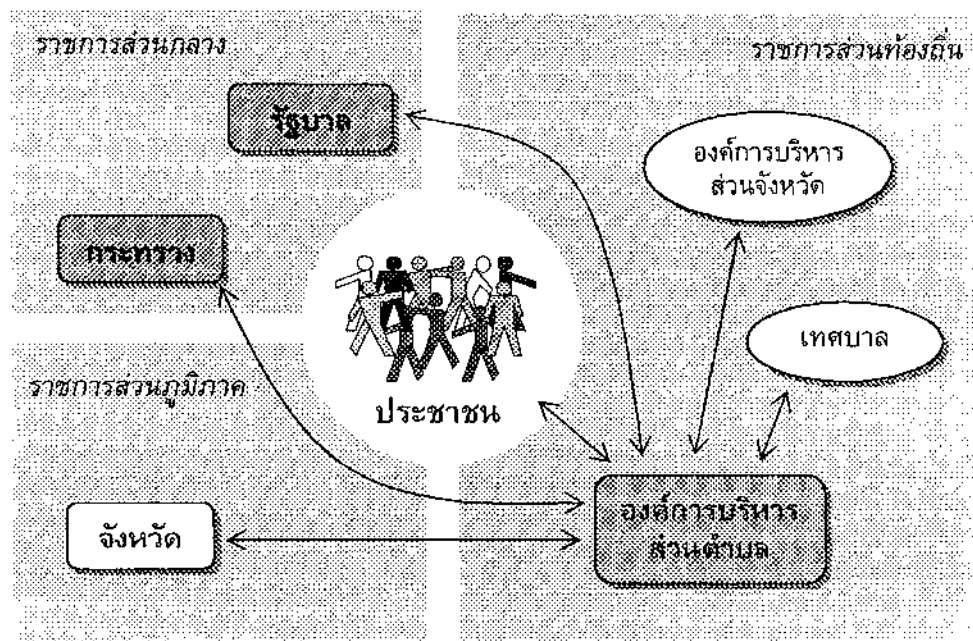 ราชการส่วนกลาง
ราชการส่วนท้องถิ่น
รัฐบาล
องค์การบริหาร
ส่วนจังหวัด
กระทรวง
เทศบาล
ราชการส่วนภูมิภาค
ประชาชน
จังหวัด
องค์การบริหาร
ส่วนตำบล